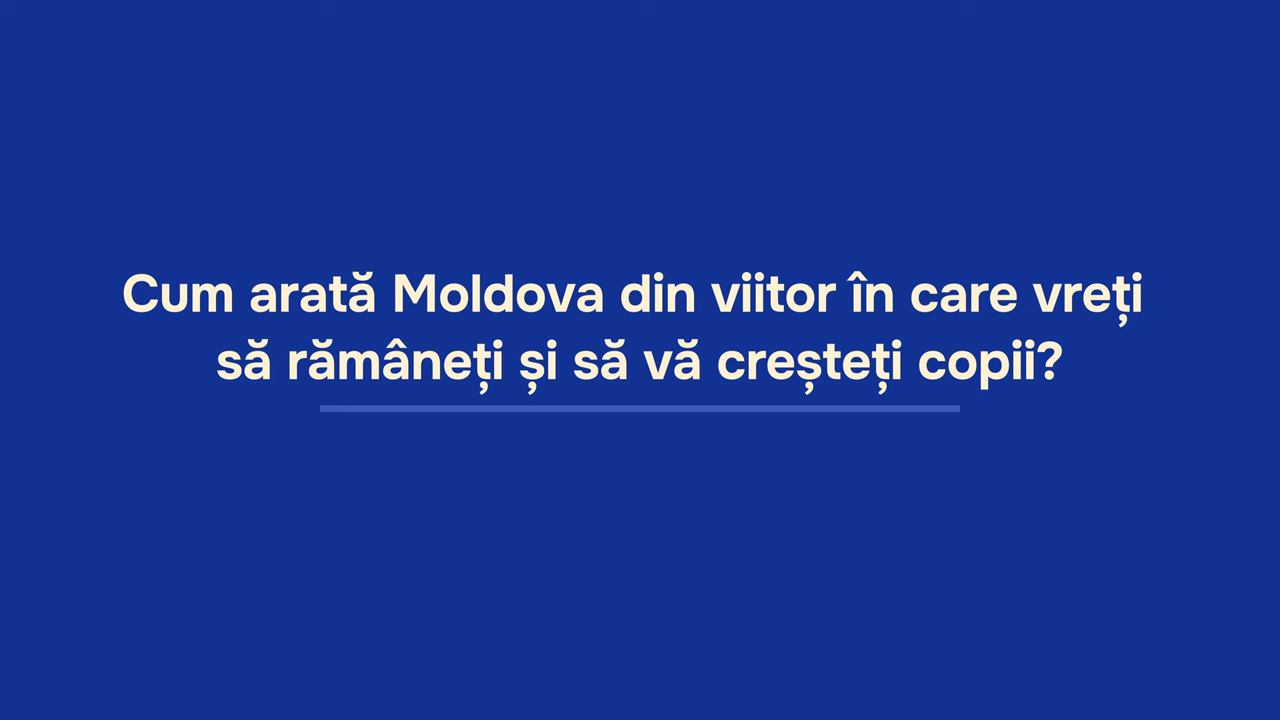 Cum arată Moldova din viitor în care vreți
să rămâneți și să vă creșteți copii?